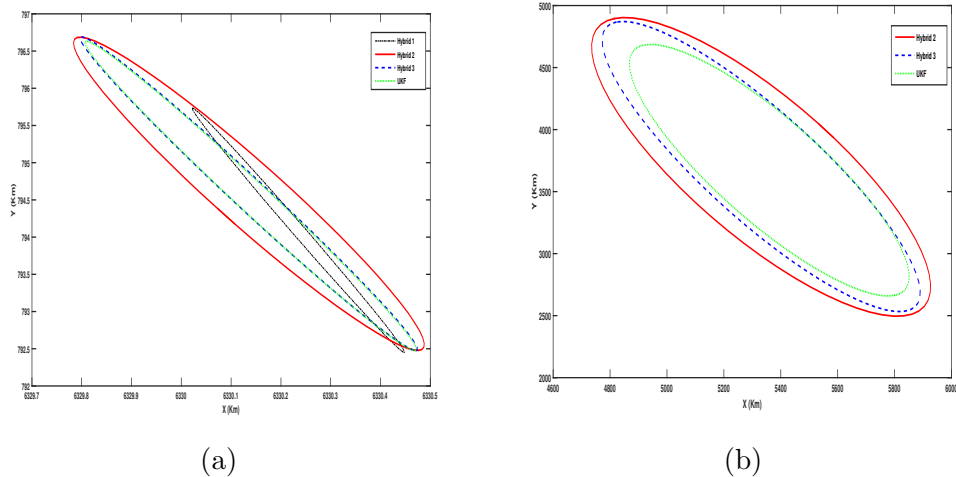 797
796.5
796
795.5
795
794.5
794
793.5
793
792.5
792
Y (Km)
6329.7
6329.8
6329.9
6330
6330.1
6330.2
6330.3
6330.4
6330.5
X (Km)
Hybrid 1
Hybrid 2
Hybrid 3
UKF
(a)
5000
4500
4000
3500
3000
2500
2000
Y (Km)
4600
4800
5000
5200
5400
5600
5800
6000
X (Km)
Hybrid 2
Hybrid 3
UKF
(b)